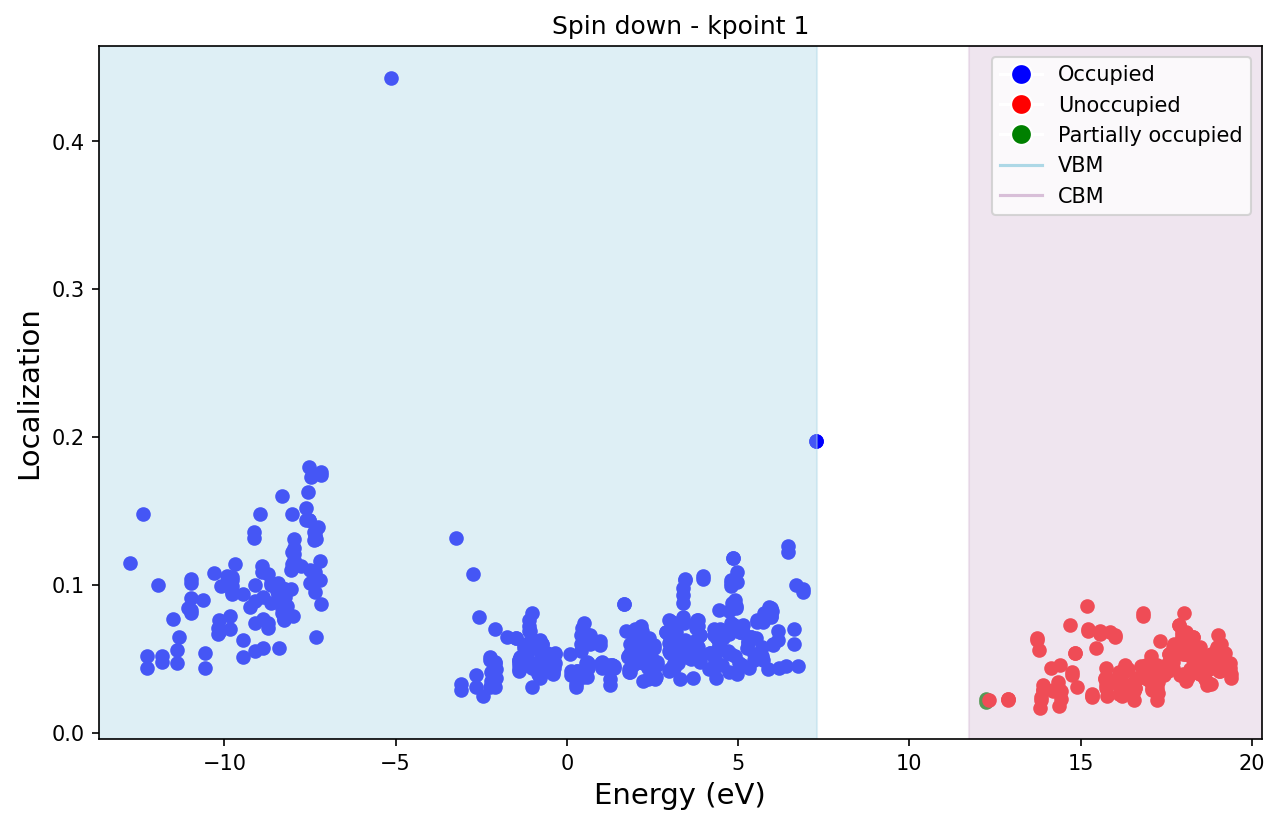 Spin down - kpoint 1
Localization
0.4
0.3
0.2
0.1
0.0
Occupied
Unoccupied
Partially occupied
VBM
CBM
−10
−5
0
5
10
15
20
Energy (eV)